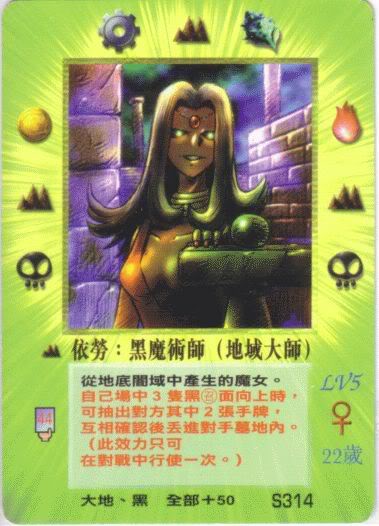 依勞：黑魔術師（地域大師）
從地底闇域中產生的魔女。
自己場中3隻黑召面向上時，
可抽出對方其中2張手牌，
互相確認後丟進對手墓地內。
（此效力只可
在對戰中行使一次。）
LV5
44
22歲
大地、黑 全部＋50
S314